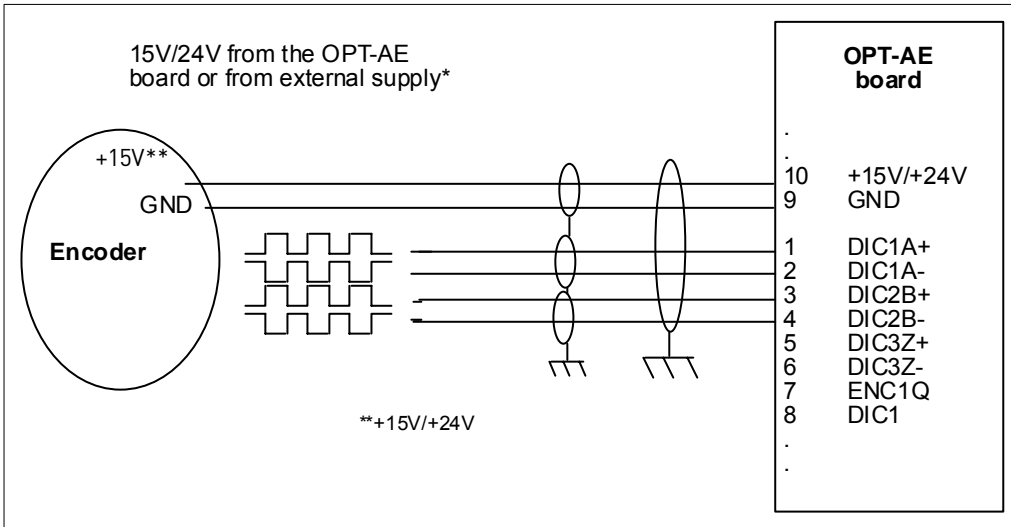 15V/24V from the OPT-AE
board or from external supply*
OPT-AE
board
+15V**
GND
Encoder
.
.
10 +15V/+24V
9 GND
1 DIC1A+
2 DIC1A-
3 DIC2B+
4 DIC2B-
5 DIC3Z+
6 DIC3Z-
7 ENC1Q
8 DIC1
.
.
**+15V/+24V